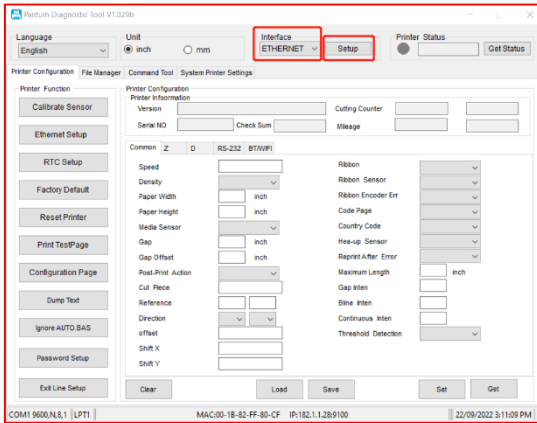 Pantum Diagnostic Tool V1.029b
Language Unit Interface Printer Status
English inch mm ETHERNET Setup Get Status
Printer Configuration File Manager Command Tool System Printer Settings
Printer Function Printer Configuration
Printer Infoormation
Calibrate Sensor Version Cutting Counter
Serial NO Check Sum Mileage
Ethernet Setup
Common Z D RS-232 BT/WIFI
RTC Setup Speed Ribbon
Density Ribbon Sensor
Factory Default Paper Width inch Ribbon Encoder Err
Paper Height inch Code Page
Reset Printer Media Sensor Country Code
Gap inch Hea-up Sensor
Print TestPage Gap Offset inch Reprint After Error
Configuration Page Post-Print Action Maximum Length inch
Cut Piece Gap Inten
Dump Text Reference Bline Inten
Direction Continuous Inten
Ignore AUTO.BAS offset Threshold Detection
Shift X
Password Setup Shift Y
Exit Line Setup Clear Load Save Set Get
COM1 9600,N,8,1 LPT1 MAC:00-1B-82-FF-80-CF IP:182.1.1.28:9100 22/09/2022 3:11:09 PM